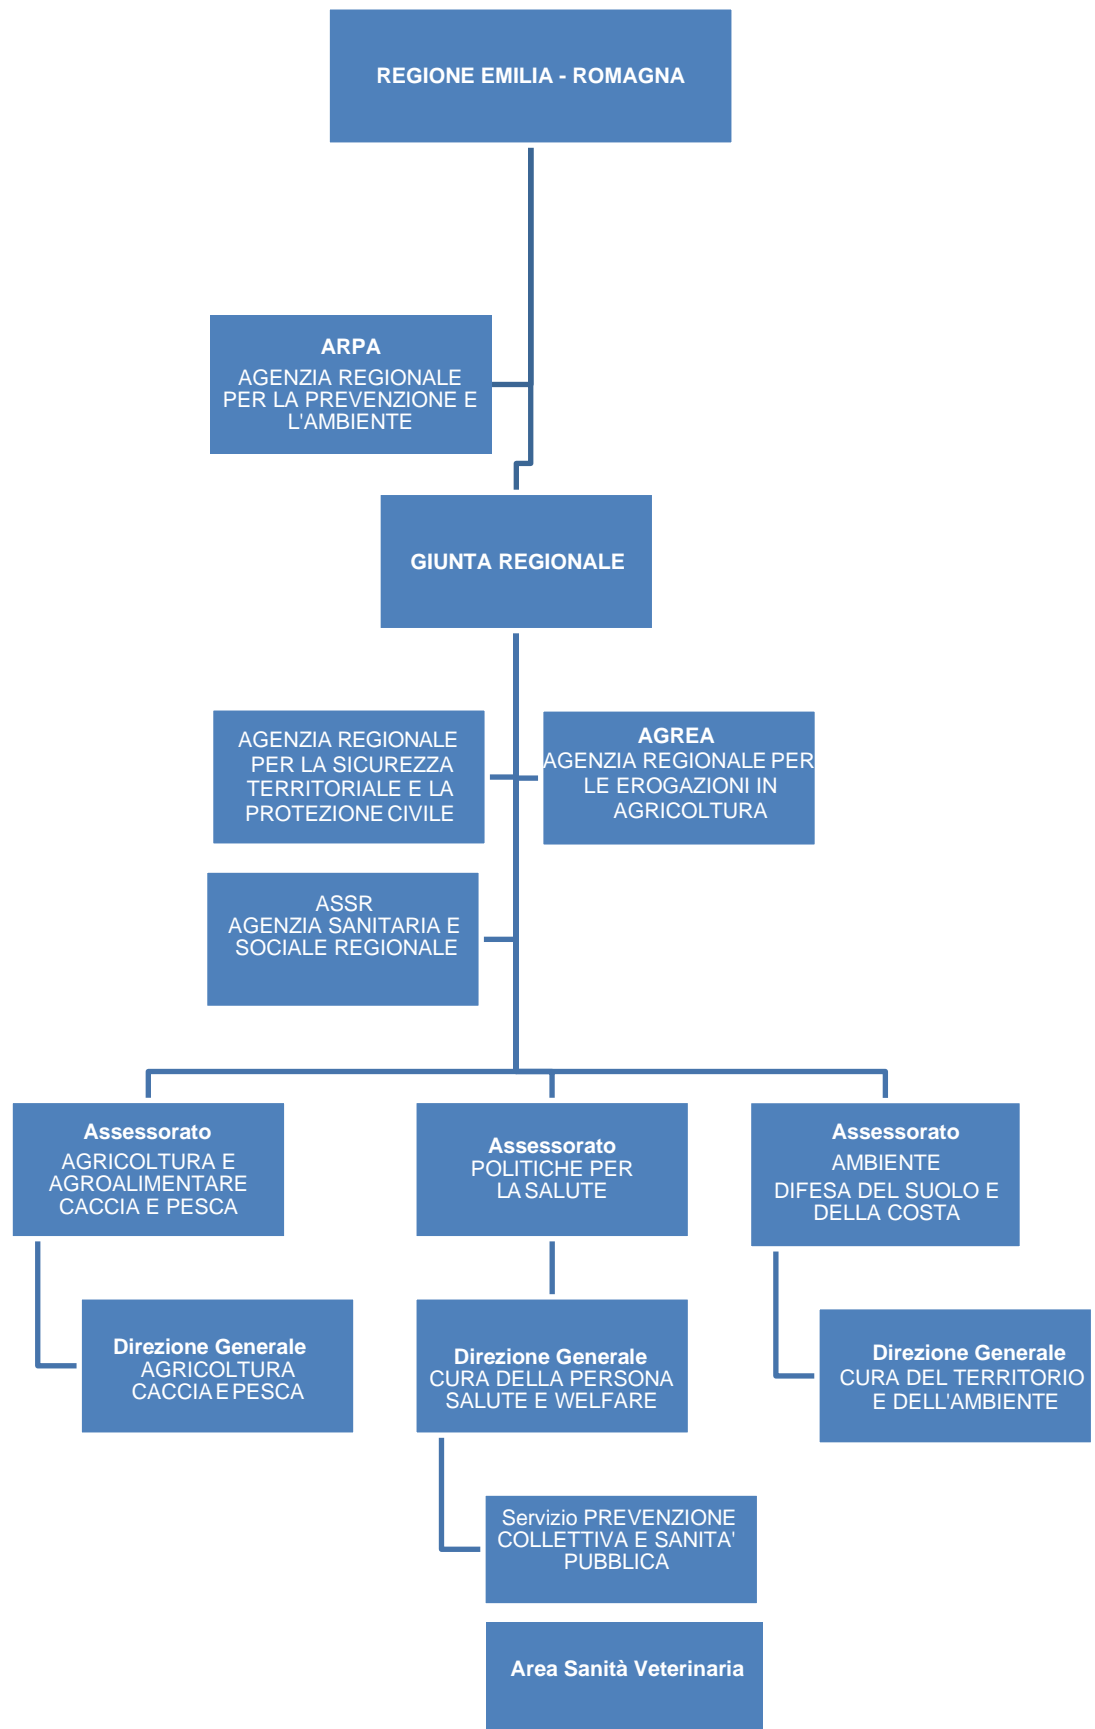 REGIONE EMILIA - ROMAGNA
ARPA
AGENZIA REGIONALE
PER LA PREVENZIONE E
L'AMBIENTE
GIUNTA REGIONALE
AGENZIA REGIONALE
PER LA SICUREZZA
TERRITORIALE E LA
PROTEZIONE CIVILE
AGREA
AGENZIA REGIONALE PER
LE EROGAZIONI IN
AGRICOLTURA
ASSR
AGENZIA SANITARIA E
SOCIALE REGIONALE
Assessorato
AGRICOLTURA E
AGROALIMENTARE
CACCIA E PESCA
Assessorato
POLITICHE PER
LA SALUTE
Assessorato
AMBIENTE
DIFESA DEL SUOLO E
DELLA COSTA
Direzione Generale
AGRICOLTURA
CACCIA E PESCA
Direzione Generale
CURA DELLA PERSONA
SALUTE E WELFARE
Direzione Generale
CURA DEL TERRITORIO
E DELL'AMBIENTE
Servizio PREVENZIONE
COLLETTIVA E SANITA'
PUBBLICA
Area Sanità Veterinaria